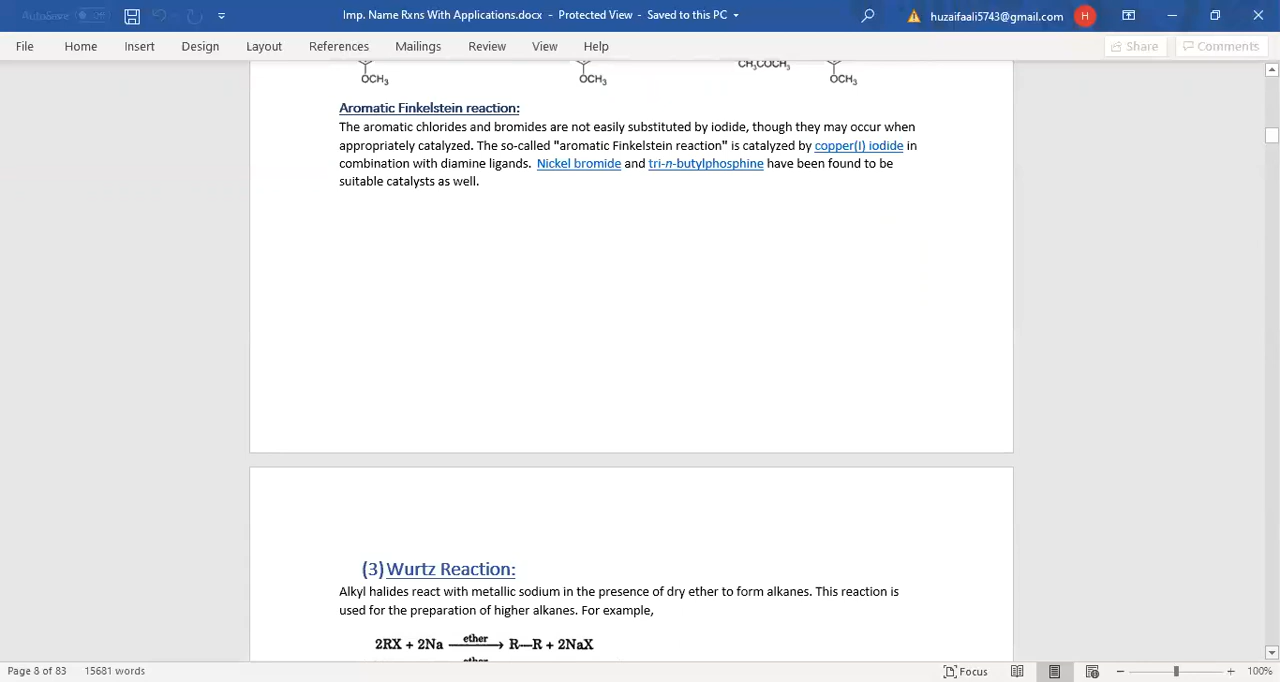 AutoSave Off
Imp. Name Rxns With Applications.docx - Protected View - Saved to this PC
huzaifaali5743@gmail.com H
File Home Insert Design Layout References Mailings Review View Help Share Comments
CH₃COCH₃
OCH₃ OCH₃ OCH₃
Aromatic Finkelstein reaction:
The aromatic chlorides and bromides are not easily substituted by iodide, though they may occur when
appropriately catalyzed. The so-called "aromatic Finkelstein reaction" is catalyzed by copper(I) iodide in
combination with diamine ligands. Nickel bromide and tri-n-butylphosphine have been found to be
suitable catalysts as well.
(3) Wurtz Reaction:
Alkyl halides react with metallic sodium in the presence of dry ether to form alkanes. This reaction is
used for the preparation of higher alkanes. For example,
ether
2RX + 2Na ⟶ R—R + 2NaX
ether
Page 8 of 83 15681 words Focus 100%